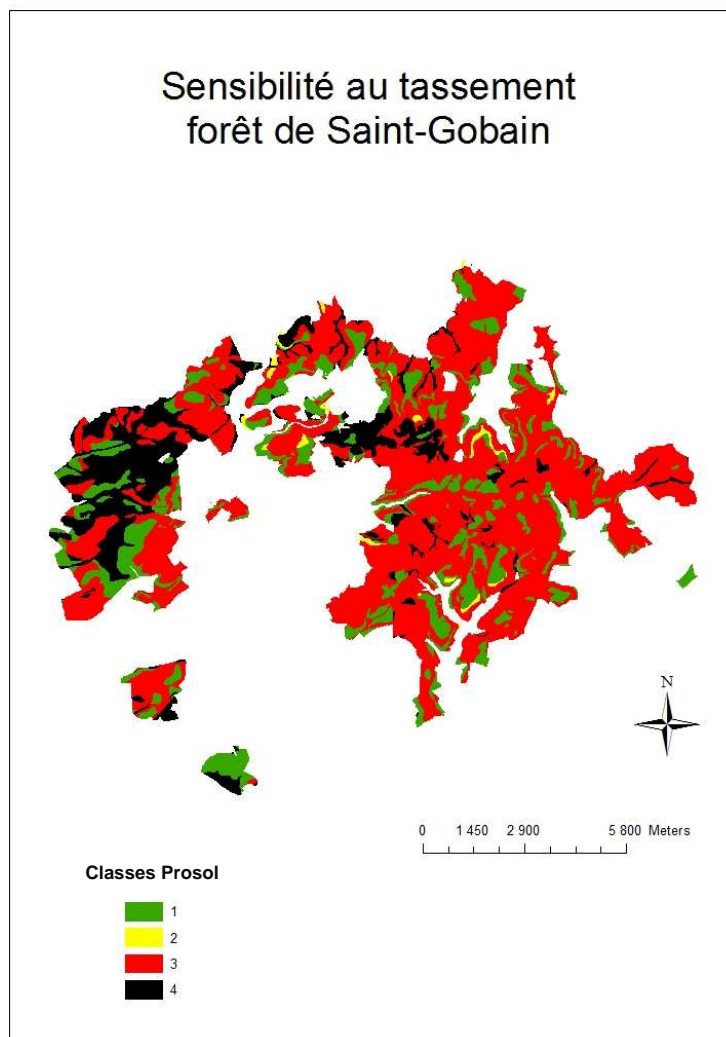 Sensibilité au tassement
forêt de Saint-Gobain
N
0 1 450 2 900 5 800 Meters
Classes Prosol
1
2
3
4